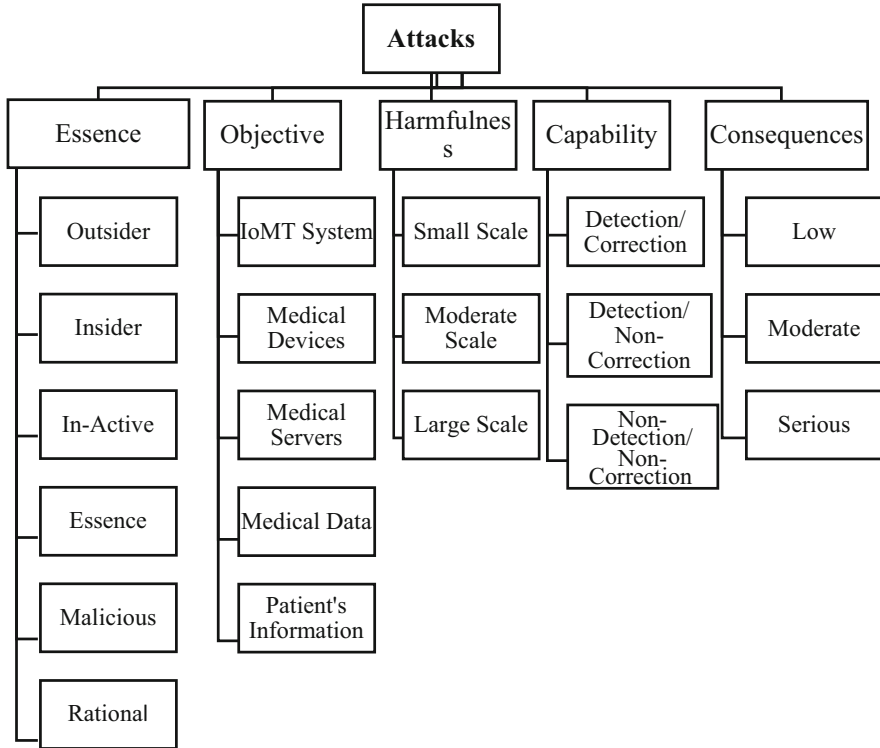 Attacks
Essence
Objective
Harmfulnes
s
Capability
Consequences
Outsider
Insider
In-Active
Essence
Malicious
Rational
IoMT System
Medical
Devices
Medical
Servers
Medical Data
Patient's
Information
Small Scale
Moderate
Scale
Large Scale
Detection/
Correction
Detection/
Non-
Correction
Non-
Detection/
Non-
Correction
Low
Moderate
Serious